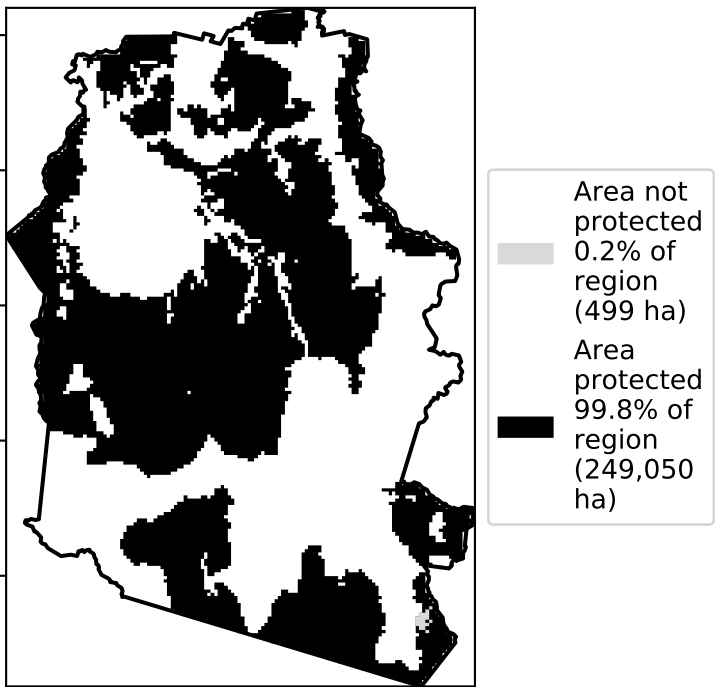 Area not
protected
0.2% of
region
(499 ha)
Area
protected
99.8% of
region
(249,050
ha)